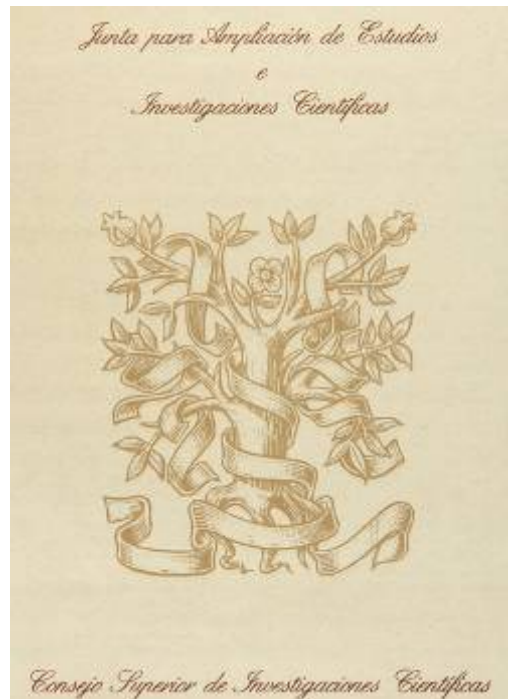 Junta para Ampliación de Estudios
e
Investigaciones Científicas
Consejo Superior de Investigaciones Científicas